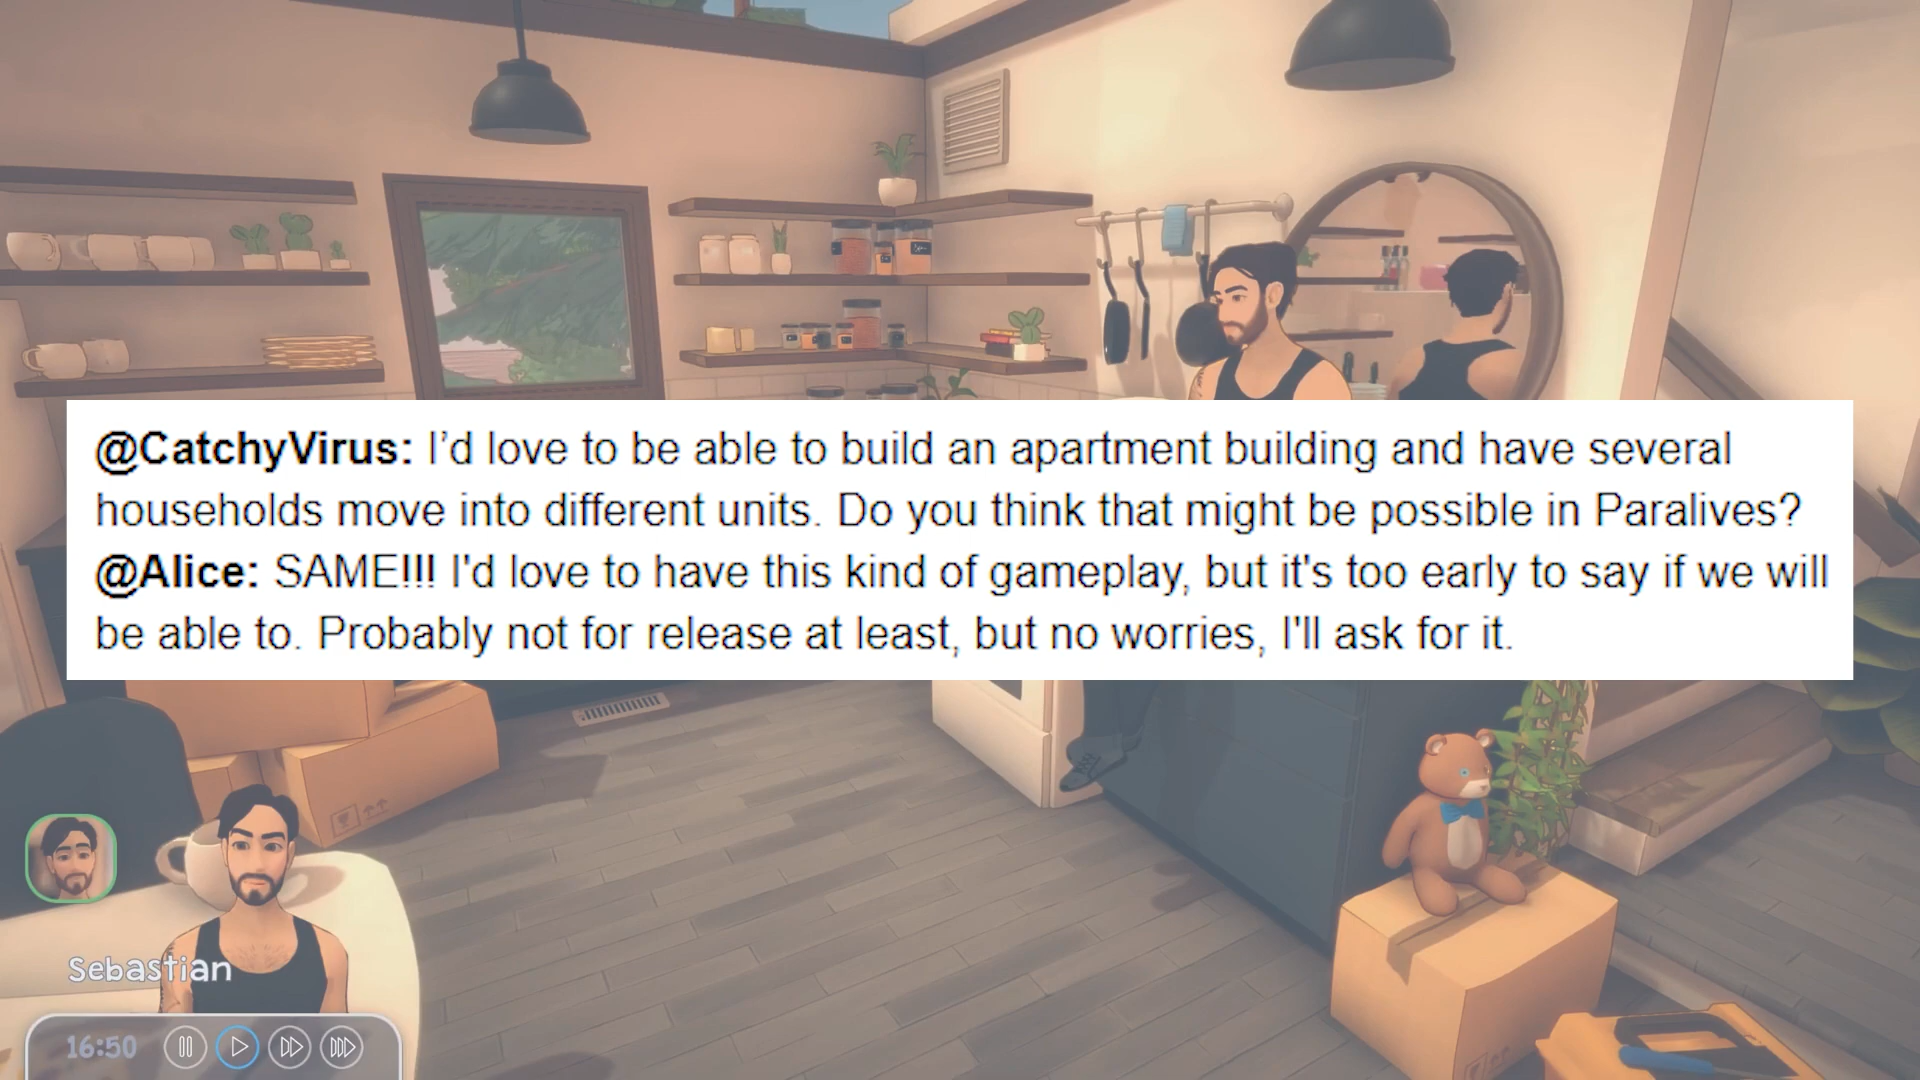 @CatchyVirus: I’d love to be able to build an apartment building and have several
households move into different units. Do you think that might be possible in Paralives?
@Alice: SAME!!! I'd love to have this kind of gameplay, but it's too early to say if we will
be able to. Probably not for release at least, but no worries, I'll ask for it.
Sebastian
16:50